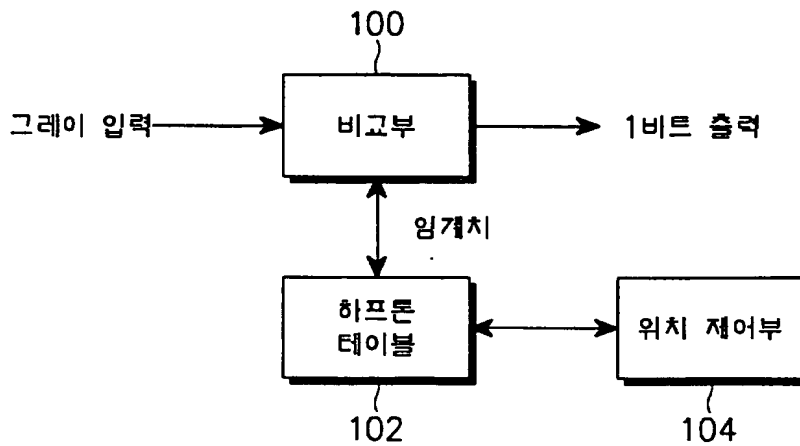 100
그레이 입력
비교부
1비트 출력
임계치
하프톤
테이블
위치 제어부
102
104